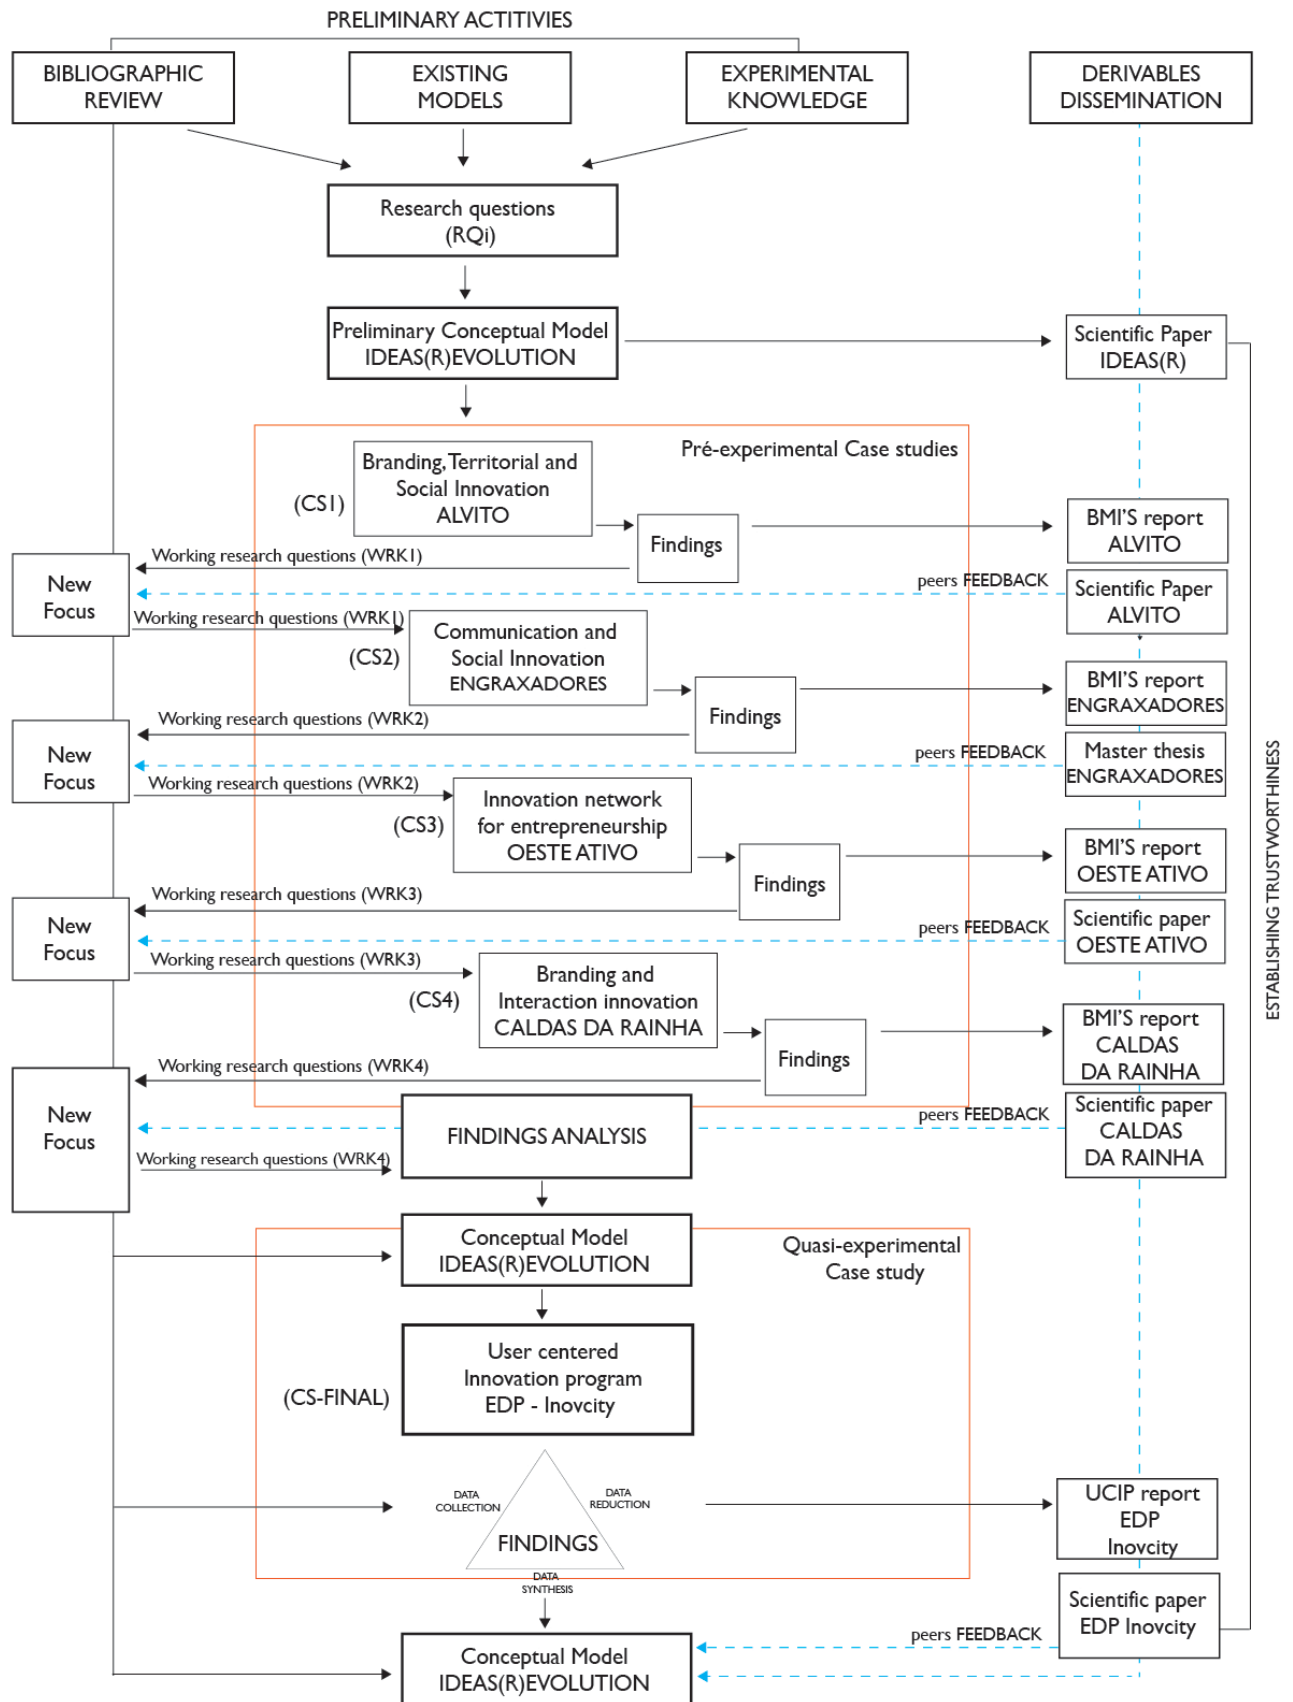 PRELIMINARY ACTITIVIES
BIBLIOGRAPHIC
REVIEW
EXISTING
MODELS
EXPERIMENTAL
KNOWLEDGE
DERIVABLES
DISSEMINATION
Research questions
(RQi)
Preliminary Conceptual Model
IDEAS(R)EVOLUTION
Scientific Paper
IDEAS(R)
Pré-experimental Case studies
(CS1)
Branding, Territorial and
Social Innovation
ALVITO
Findings
BMI'S report
ALVITO
Working research questions (WRK1)
New
Focus
peers FEEDBACK
Scientific Paper
ALVITO
Working research questions (WRK1)
(CS2)
Communication and
Social Innovation
ENGRAXADORES
Findings
BMI'S report
ENGRAXADORES
Working research questions (WRK2)
New
Focus
peers FEEDBACK
Master thesis
ENGRAXADORES
Working research questions (WRK2)
(CS3)
Innovation network
for entrepreneurship
OESTE ATIVO
Findings
BMI'S report
OESTE ATIVO
Working research questions (WRK3)
New
Focus
peers FEEDBACK
Scientific paper
OESTE ATIVO
Working research questions (WRK3)
(CS4)
Branding and
Interaction innovation
CALDAS DA RAINHA
Findings
BMI'S report
CALDAS
DA RAINHA
Working research questions (WRK4)
New
Focus
peers FEEDBACK
Scientific paper
CALDAS
DA RAINHA
FINDINGS ANALYSIS
Working research questions (WRK4)
ESTABLISHING TRUSTWORTHINESS
Conceptual Model
IDEAS(R)EVOLUTION
Quasi-experimental
Case study
(CS-FINAL)
User centered
Innovation program
EDP - Inovcity
DATA
COLLECTION
DATA
REDUCTION
FINDINGS
DATA
SYNTHESIS
UCIP report
EDP
Inovcity
Scientific paper
EDP Inovcity
peers FEEDBACK
Conceptual Model
IDEAS(R)EVOLUTION